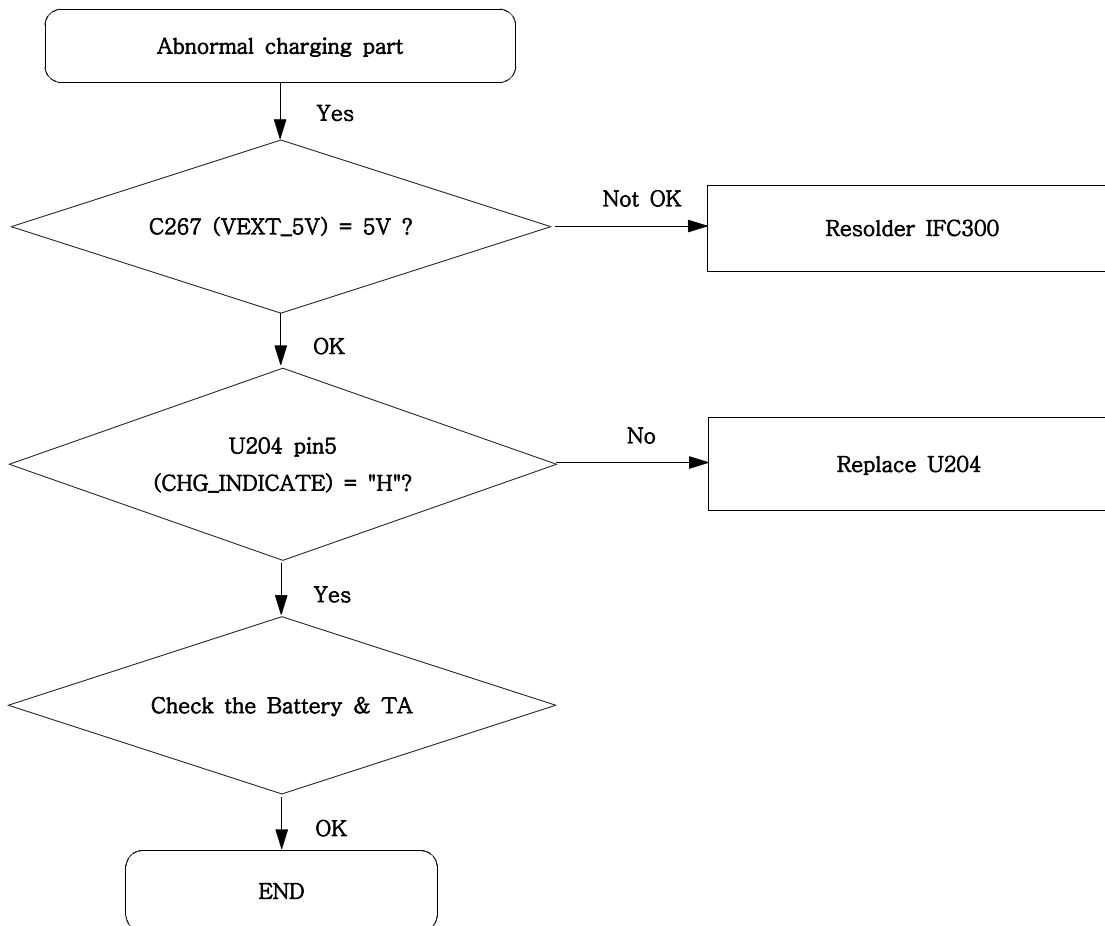 Abnormal charging part
Yes
C267 (VEXT_5V) = 5V ?
Not OK
Resolder IFC300
OK
U204 pin5
(CHG_INDICATE) = "H"?
No
Replace U204
Yes
Check the Battery & TA
OK
END